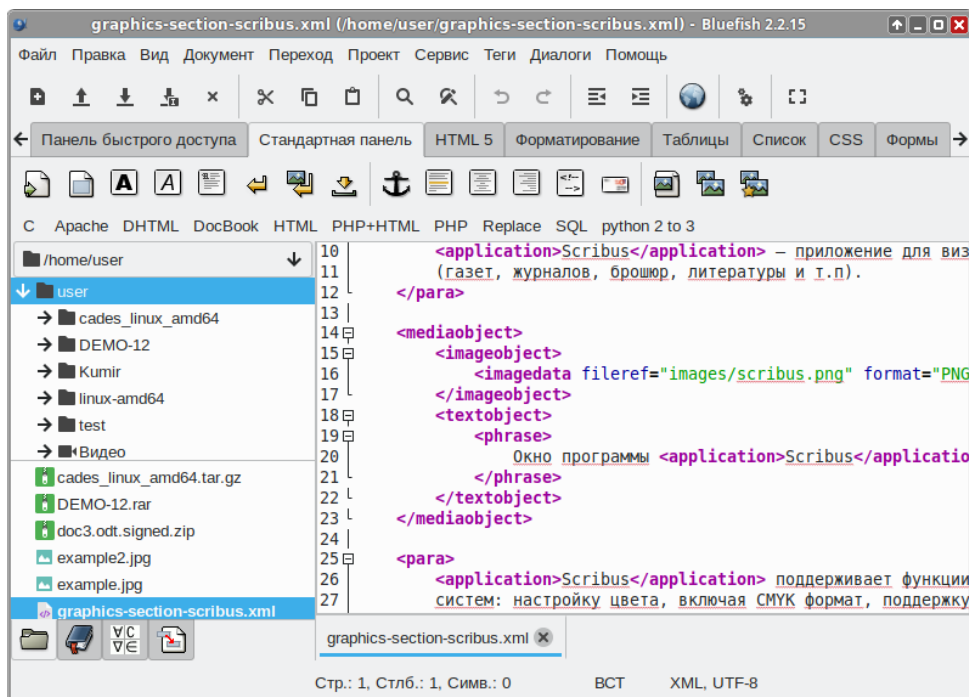 graphics-section-scribus.xml (/home/user/graphics-section-scribus.xml) - Bluefish 2.2.15
Файл Правка Вид Документ Переход Проект Сервис Теги Диалоги Помощь
Панель быстрого доступа Стандартная панель HTML 5 Форматирование Таблицы Список CSS Формы
C Apache DHTML DocBook HTML PHP+HTML PHP Replace SQL python 2 to 3
/home/user
user
cades_linux_amd64
DEMO-12
Kumir
linux-amd64
test
Видео
cades_linux_amd64.tar.gz
DEMO-12.rar
doc3.odt.signed.zip
example2.jpg
example.jpg
graphics-section-scribus.xml
10 <application>Scribus</application> — приложение для виз
11 (газет, журналов, брошюр, литературы и т.п).
12 </para>
13
14 <mediaobject>
15 <imageobject>
16 <imagedata fileref="images/scribus.png" format="PNG
17 </imageobject>
18 <textobject>
19 <phrase>
20 Окно программы <application>Scribus</applicatio
21 </phrase>
22 </textobject>
23 </mediaobject>
24
25 <para>
26 <application>Scribus</application> поддерживает функции
27 систем: настройку цвета, включая CMYK формат, поддержку
graphics-section-scribus.xml
Стр.: 1, Стлб.: 1, Симв.: 0 ВСТ XML, UTF-8